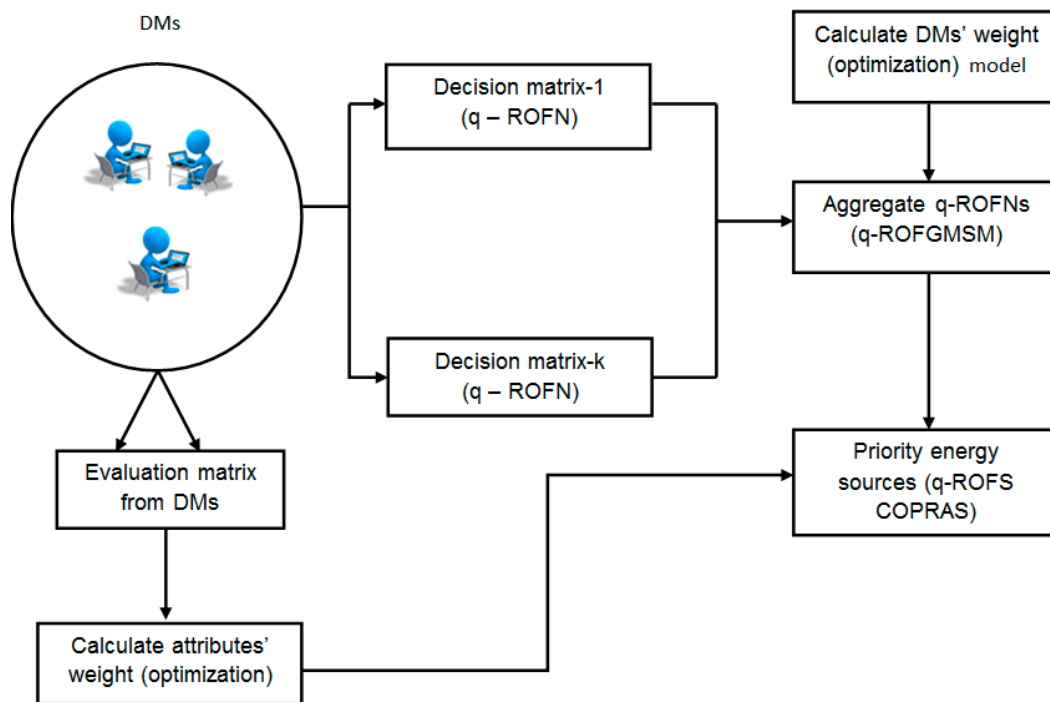 DMs
Decision matrix-1
(q – ROFN)
Calculate DMs' weight
(optimization) model
Aggregate q-ROFNs
(q-ROFGMSM)
Decision matrix-k
(q – ROFN)
Priority energy
sources (q-ROFS
COPRAS)
Evaluation matrix
from DMs
Calculate attributes'
weight (optimization)